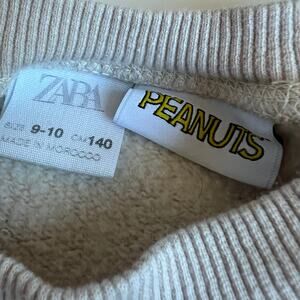 ZARA
SIZE 9-10 CM 140
MADE IN MOROCCO
PEANUTS